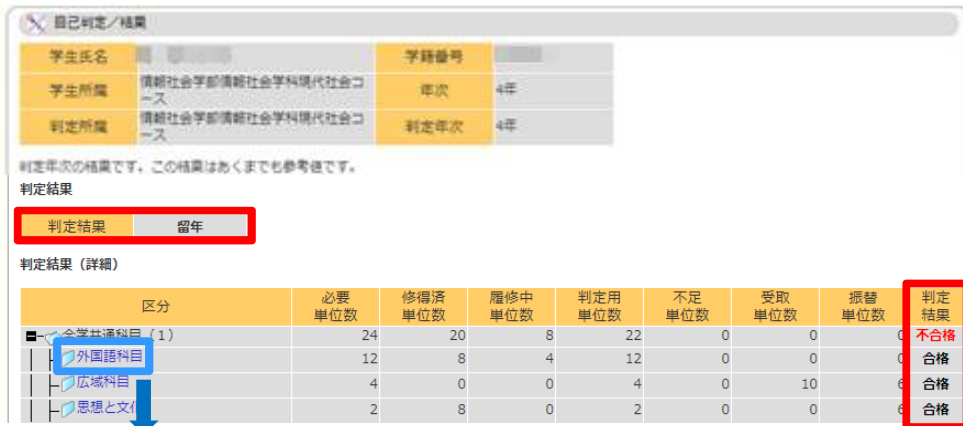 自己判定／結果
学生氏名 学籍番号
学生所属 情報社会学部情報社会学科現代社会コース 年次 4年
判定所属 情報社会学部情報社会学科現代社会コース 判定年次 4年
判定年次の結果です。この結果はあくまでも参考値です。
判定結果
判定結果 留年
判定結果（詳細）
区分 必要単位数 修得済単位数 履修中単位数 判定用単位数 不足単位数 受取単位数 振替単位数 判定結果
全学共通科目（1） 24 20 8 22 0 0 0 不合格
外国語科目 12 8 4 12 0 0 0 合格
広域科目 4 0 0 4 0 10 6 合格
思想と文化 2 8 0 2 0 0 6 合格